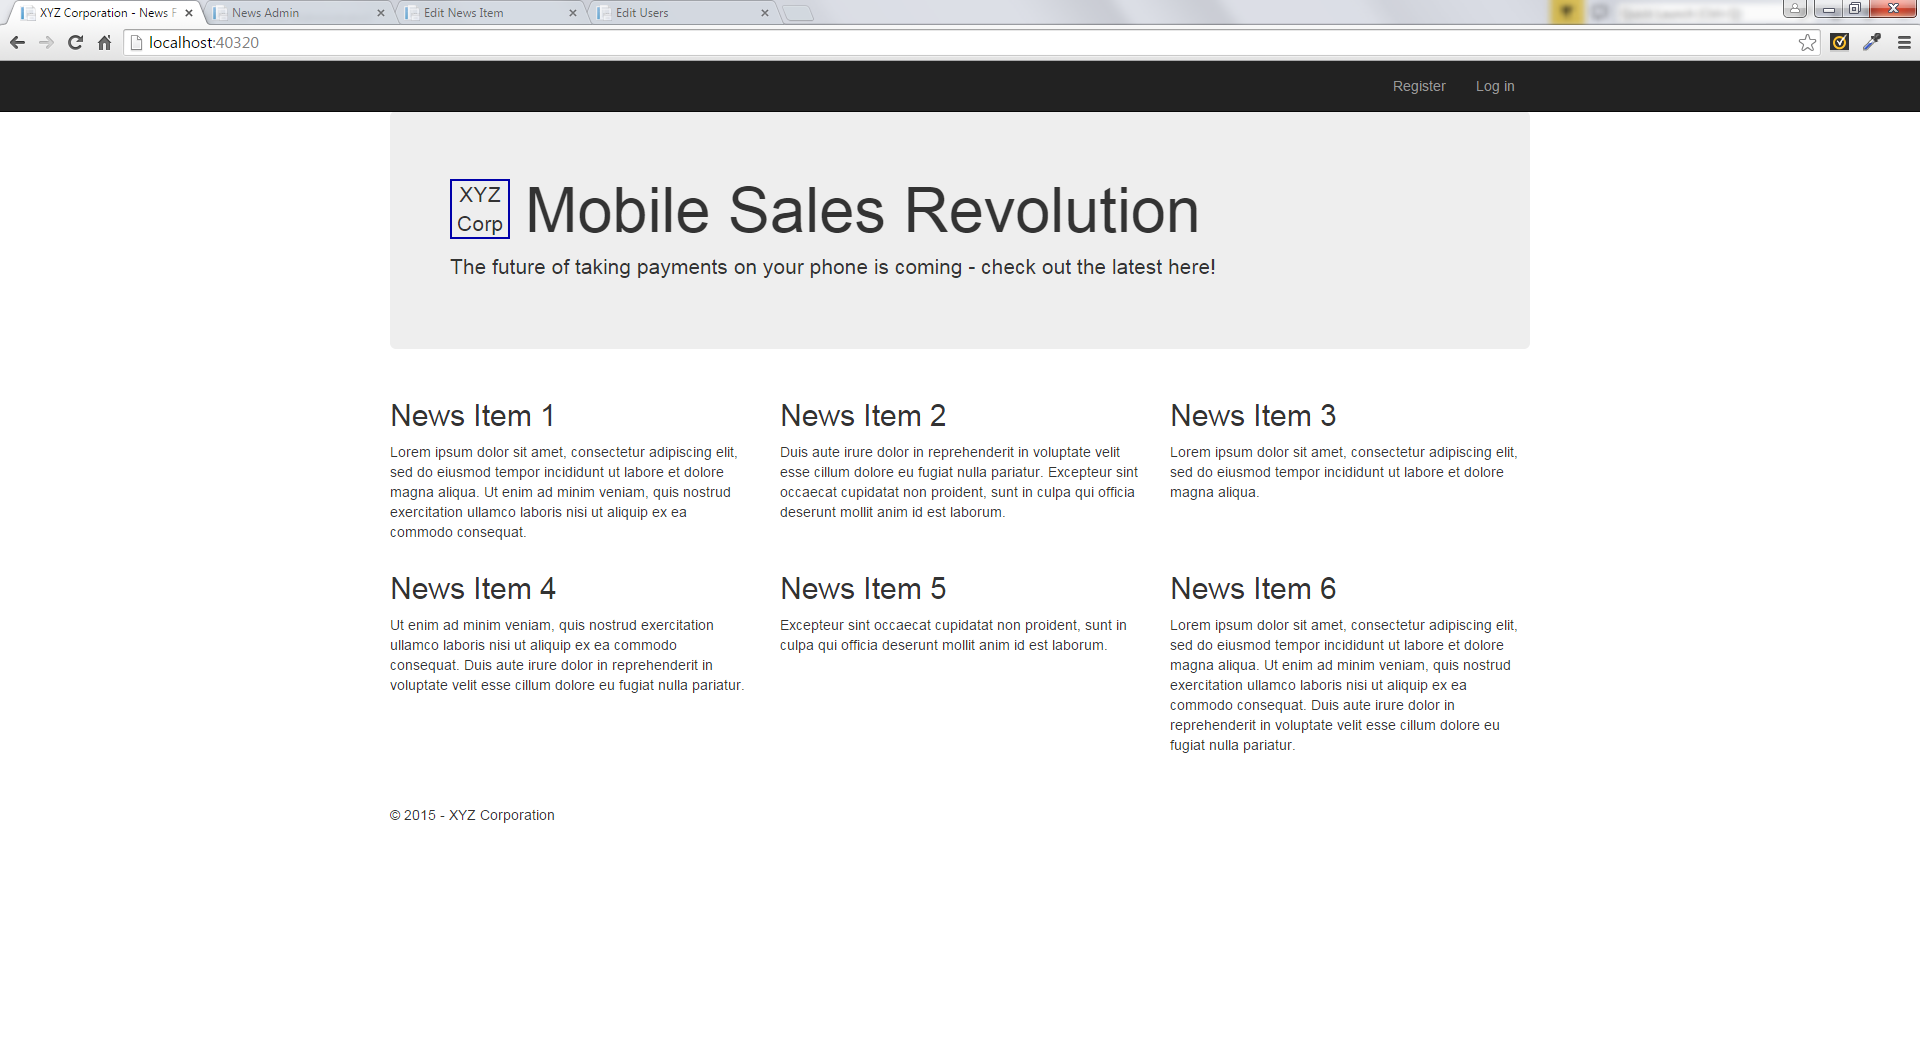 XYZ Corporation - News F
News Admin
Edit News Item
Edit Users
localhost:40320
Register
Log in
XYZ
Corp
Mobile Sales Revolution
The future of taking payments on your phone is coming - check out the latest here!
News Item 1
Lorem ipsum dolor sit amet, consectetur adipiscing elit,
sed do eiusmod tempor incididunt ut labore et dolore
magna aliqua. Ut enim ad minim veniam, quis nostrud
exercitation ullamco laboris nisi ut aliquip ex ea
commodo consequat.
News Item 2
Duis aute irure dolor in reprehenderit in voluptate velit
esse cillum dolore eu fugiat nulla pariatur. Excepteur sint
occaecat cupidatat non proident, sunt in culpa qui officia
deserunt mollit anim id est laborum.
News Item 3
Lorem ipsum dolor sit amet, consectetur adipiscing elit,
sed do eiusmod tempor incididunt ut labore et dolore
magna aliqua.
News Item 4
Ut enim ad minim veniam, quis nostrud exercitation
ullamco laboris nisi ut aliquip ex ea commodo
consequat. Duis aute irure dolor in reprehenderit in
voluptate velit esse cillum dolore eu fugiat nulla pariatur.
News Item 5
Excepteur sint occaecat cupidatat non proident, sunt in
culpa qui officia deserunt mollit anim id est laborum.
News Item 6
Lorem ipsum dolor sit amet, consectetur adipiscing elit,
sed do eiusmod tempor incididunt ut labore et dolore
magna aliqua. Ut enim ad minim veniam, quis nostrud
exercitation ullamco laboris nisi ut aliquip ex ea
commodo consequat. Duis aute irure dolor in
reprehenderit in voluptate velit esse cillum dolore eu
fugiat nulla pariatur.
© 2015 - XYZ Corporation